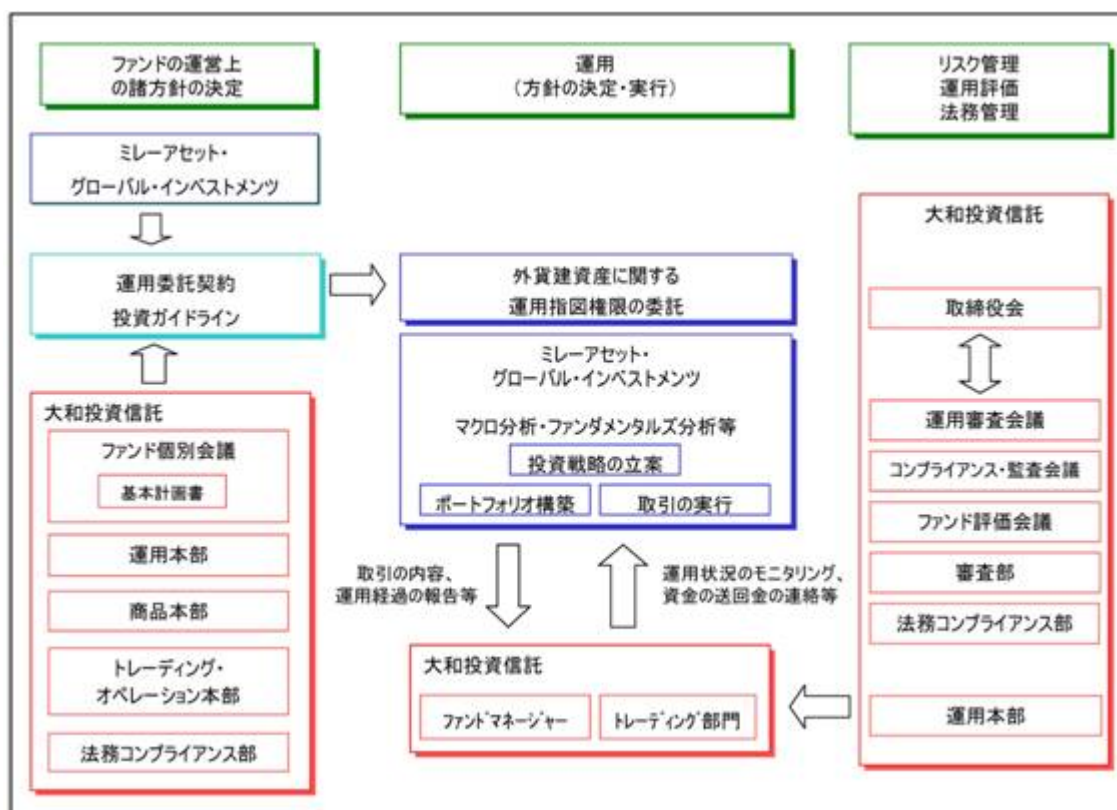 ファンドの運営上
の諸方針の決定
ミレーアセット・
グローバル・インベストメンツ
運用委託契約
投資ガイドライン
大和投資信託
ファンド個別会議
基本計画書
運用本部
商品本部
トレーディング・
オペレーション本部
法務コンプライアンス部
運用
(方針の決定・実行)
外貨建資産に関する
運用指図権限の委託
ミレーアセット・
グローバル・インベストメンツ
マクロ分析・ファンダメンタルズ分析等
投資戦略の立案
ポートフォリオ構築
取引の実行
取引の内容、
運用経過の報告等
運用状況のモニタリング、
資金の送回金の連絡等
大和投資信託
ファンドマネージャー
トレーディング部門
リスク管理
運用評価
法務管理
大和投資信託
取締役会
運用審査会議
コンプライアンス・監査会議
ファンド評価会議
審査部
法務コンプライアンス部
運用本部